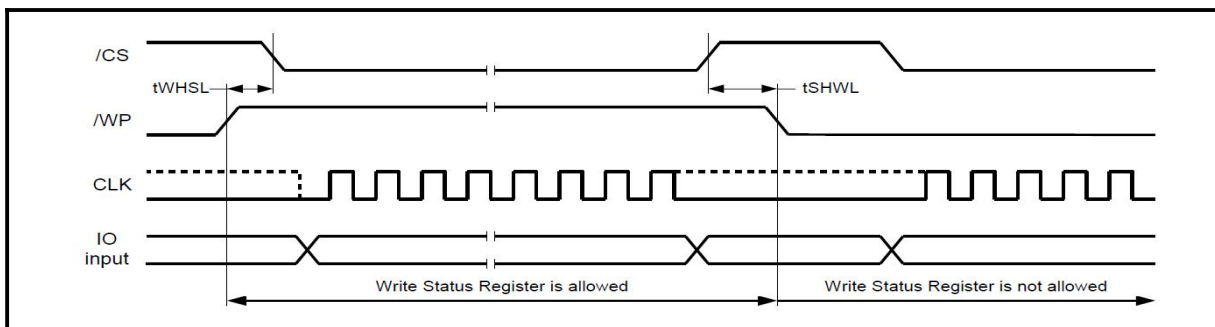 /CS
tWHSL
tSHWL
/WP
CLK
IO
input
Write Status Register is allowed
Write Status Register is not allowed